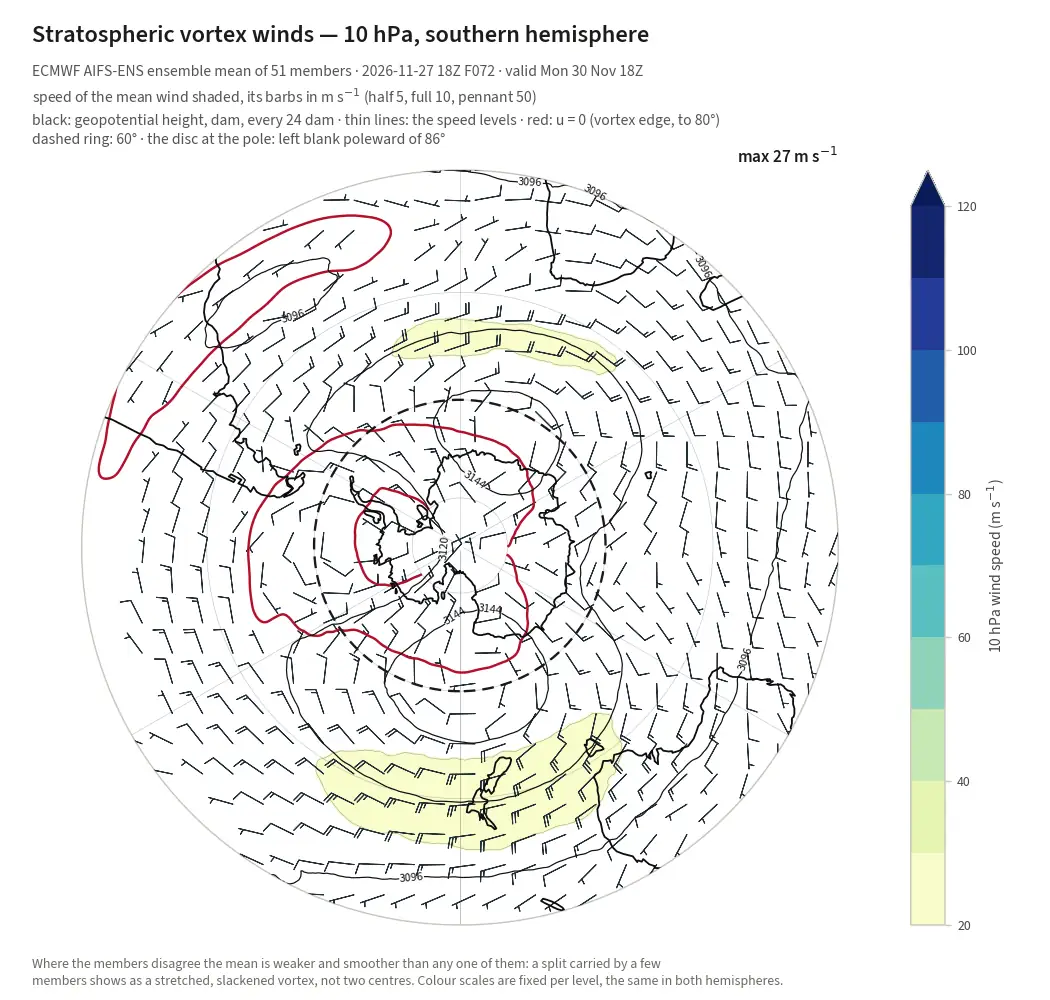 Stratospheric vortex winds — 10 hPa, southern hemisphere
ECMWF AIFS-ENS ensemble mean of 51 members · 2026-11-27 18Z F072 · valid Mon 30 Nov 18Z
speed of the mean wind shaded, its barbs in m s⁻¹ (half 5, full 10, pennant 50)
black: geopotential height, dam, every 24 dam · thin lines: the speed levels · red: u = 0 (vortex edge, to 80°)
dashed ring: 60° · the disc at the pole: left blank poleward of 86°
max 27 m s⁻¹
3096
3096
3096
3096
3144
3120
3144
3144
3096
3096
120
100
80
60
40
20
10 hPa wind speed (m s⁻¹)
Where the members disagree the mean is weaker and smoother than any one of them: a split carried by a few
members shows as a stretched, slackened vortex, not two centres. Colour scales are fixed per level, the same in both hemispheres.